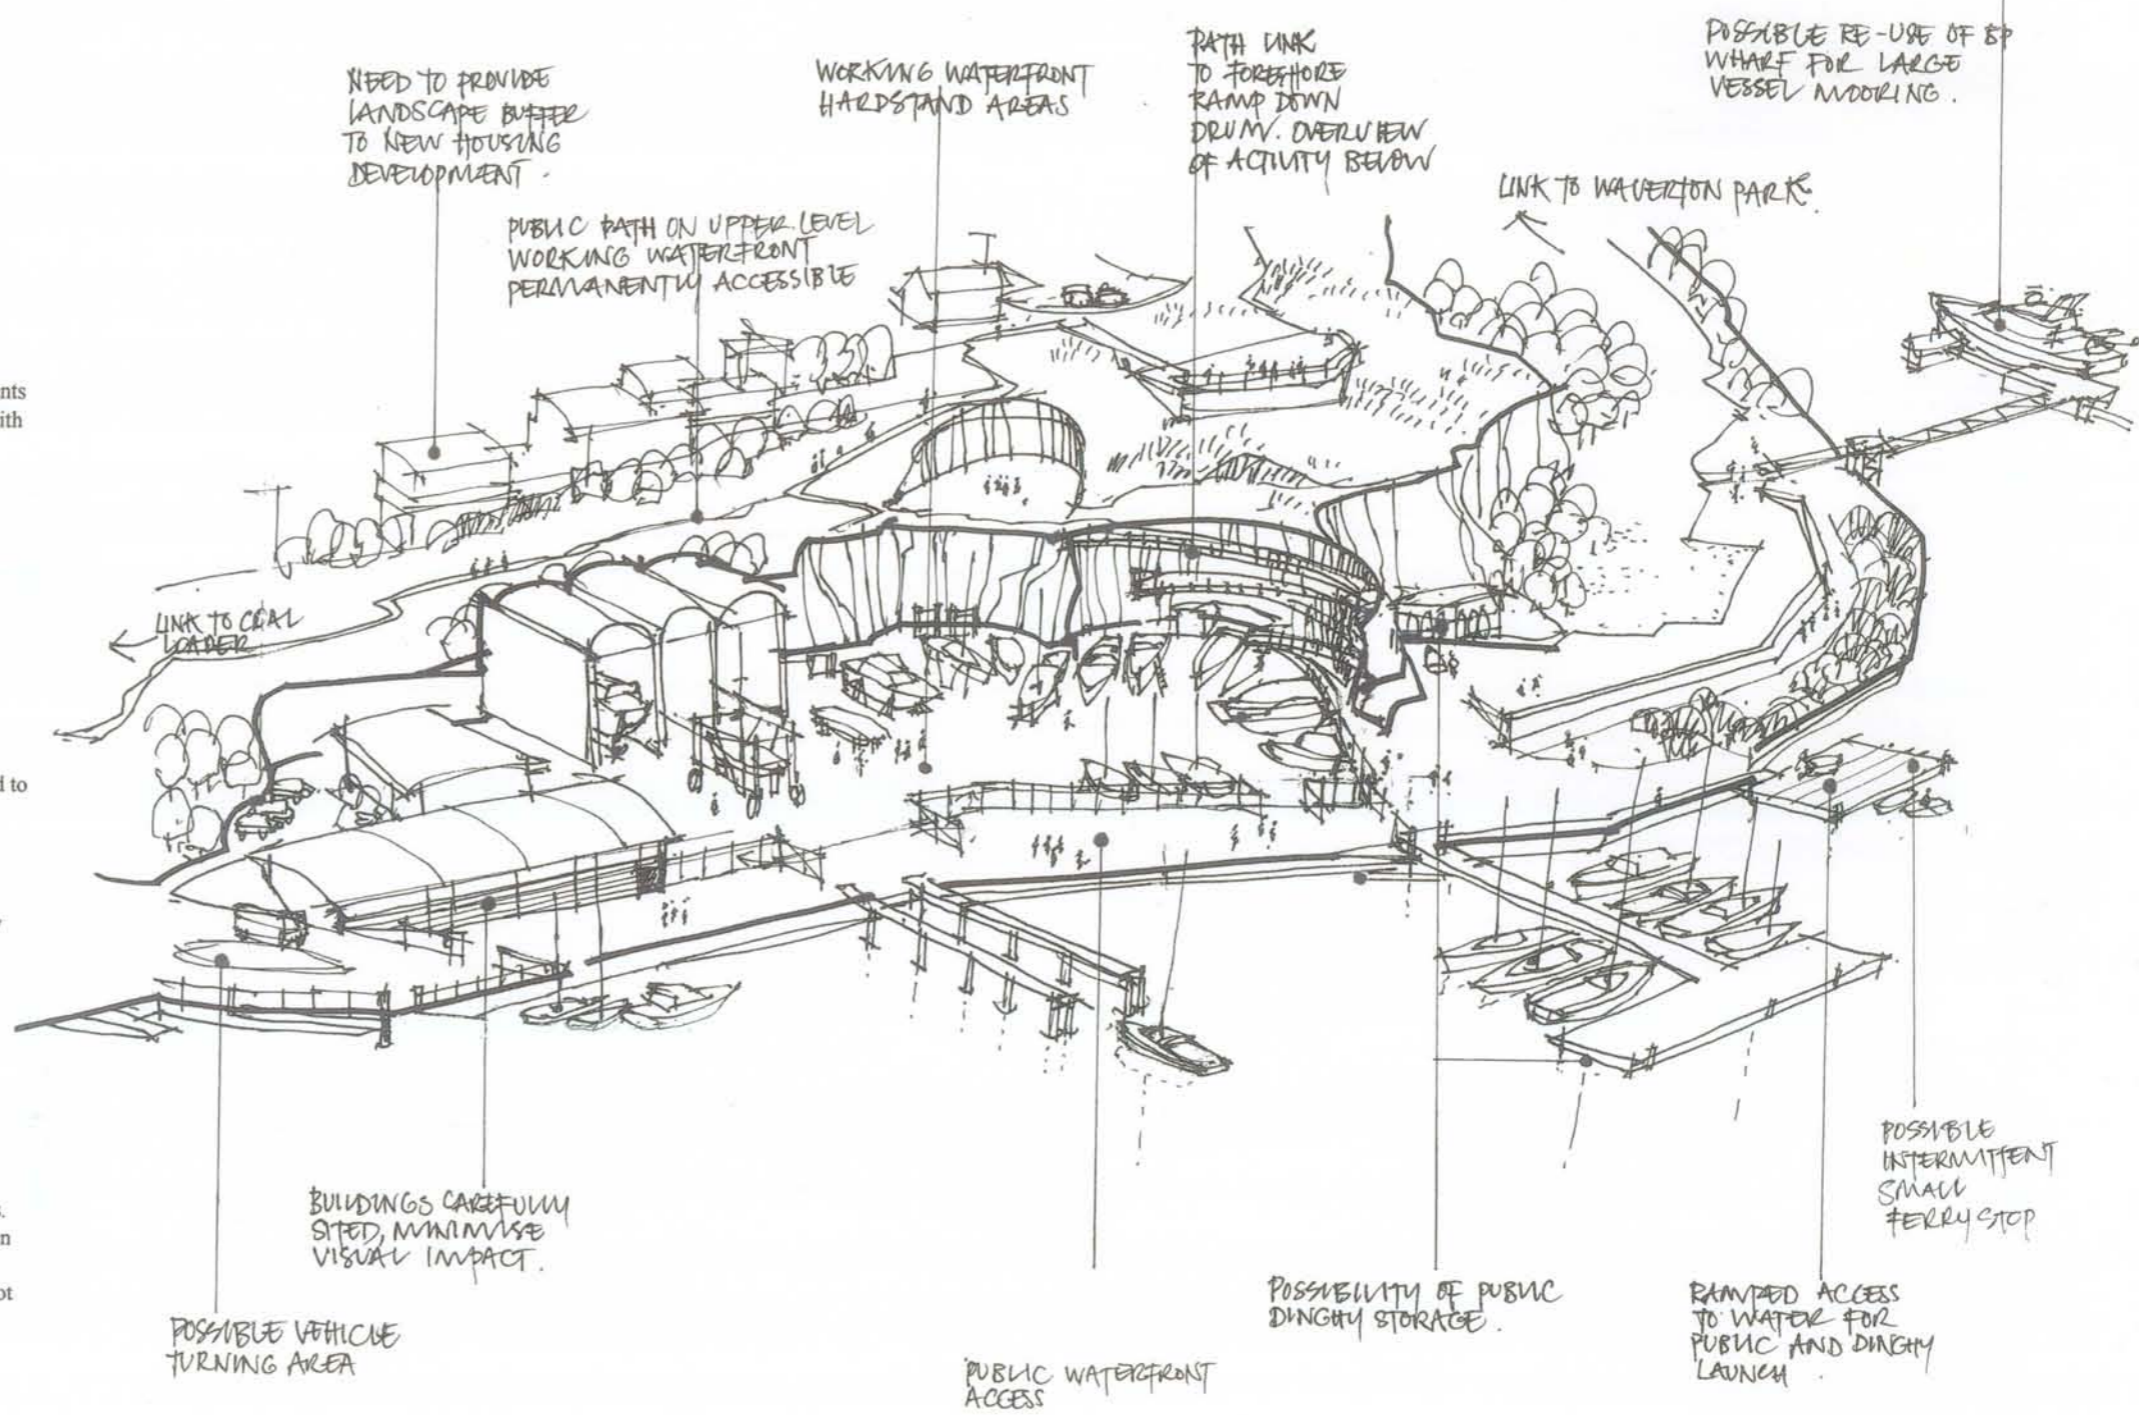 POSSIBLE RE-USE OF BP
WHARF FOR LARGE
VESSEL MOORING.
PATH LINK
TO FORESHORE
RAMP DOWN
DRUM. OVERVIEW
OF ACTIVITY BELOW
WORKING WATERFRONT
HARDSTAND AREAS
NEED TO PROVIDE
LANDSCAPE BUFFER
TO NEW HOUSING
DEVELOPMENT.
LINK TO WAVERTON PARK.
PUBLIC PATH ON UPPER LEVEL
WORKING WATERFRONT
PERMANENTLY ACCESSIBLE
nts
ith
LINK TO COAL
LOADER
d to
BUILDINGS CAREFULLY
SITED, MINIMISE
VISUAL IMPACT.
POSSIBLE
INTERMITTENT
SMALL
FERRY STOP
n
ot
POSSIBLE VEHICLE
TURNING AREA
PUBLIC WATERFRONT
ACCESS
POSSIBILITY OF PUBLIC
DINGHY STORAGE.
RAMPED ACCESS
TO WATER FOR
PUBLIC AND DINGHY
LAUNCH.